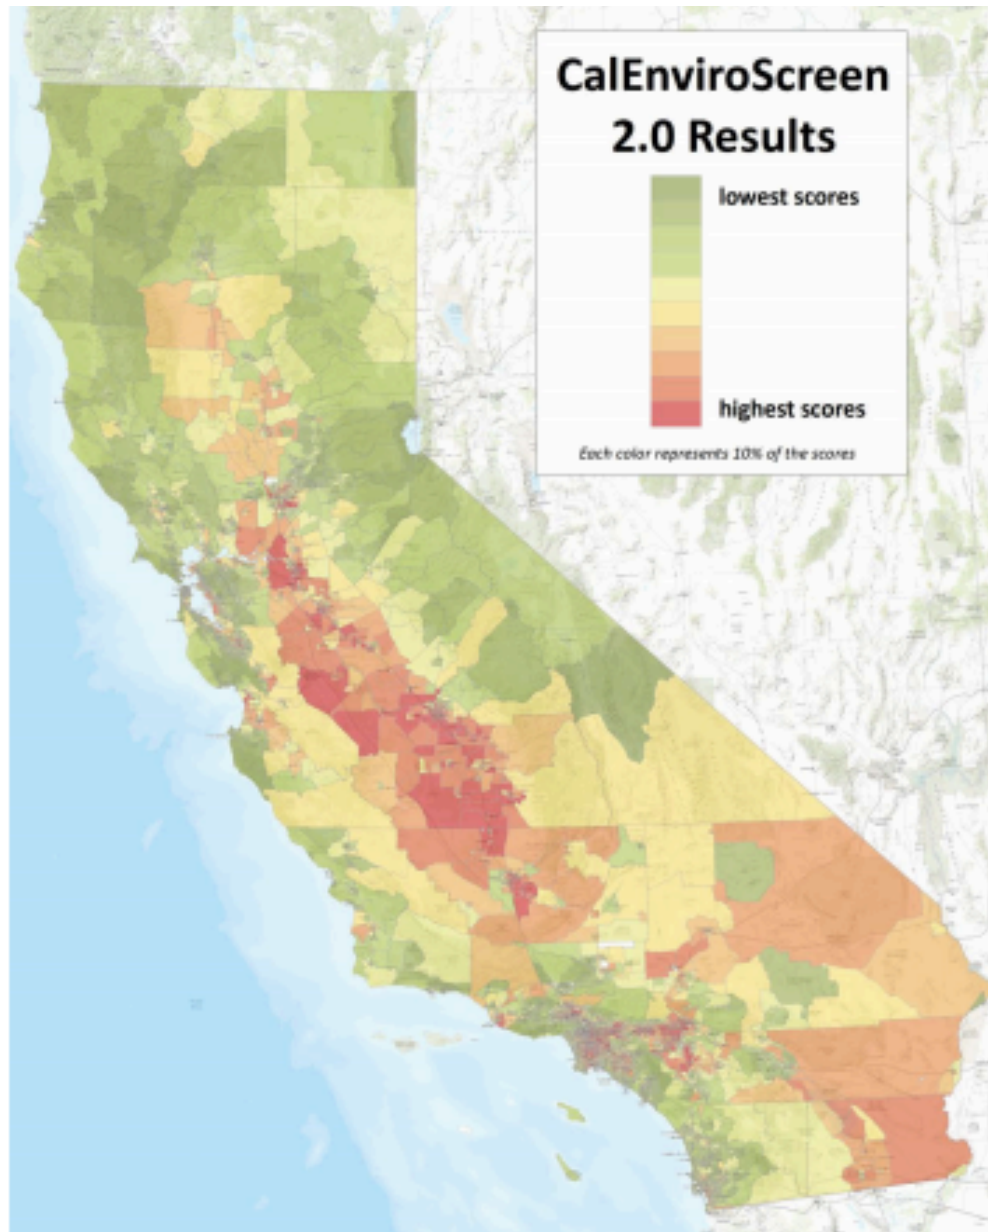 CalEnviroScreen
2.0 Results
lowest scores
highest scores
Each color represents 10% of the scores